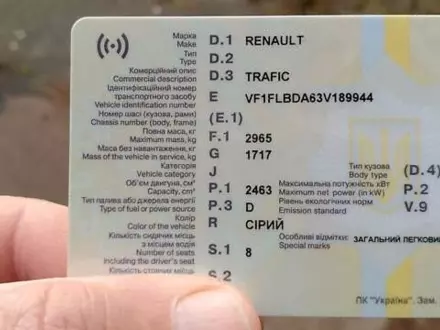 Марка
Make D.1 RENAULT
Тип
Type D.2
Комерційний опис
Commercial description D.3 TRAFIC
Ідентифікаційний номер
транспортного засобу E VF1FLBDA63V189944
Vehicle identification number
Номер шасі (кузова, рами) (E.1)
Chassis number (body, frame)
Повна маса, кг F.1 2965
Maximum mass, kg
G 1717
Mass of the vehicle in service, kg
Категорія J Тип кузова (D.4)
Vehicle category Body type
Об'єм двигуна, см³ P.1 2463 Максимальна потужність кВт P.2
Capacity, cm³ Maximum net power (in kW)
Тип палива або джерела енергії P.3 D Рівень екологічних норм V.9
Type of fuel or power source Emission standard
Колір R СІРИЙ
Color of the vehicle
Кількість сидячих місць Особливі відмітки: ЗАГАЛЬНИЙ ЛЕГКОВИЙ
з місцем водія S.1 8 Special marks
Number of seats
Including the driver's seat
Кількість стоячих місць S.2
ПК "Україна". Зам.